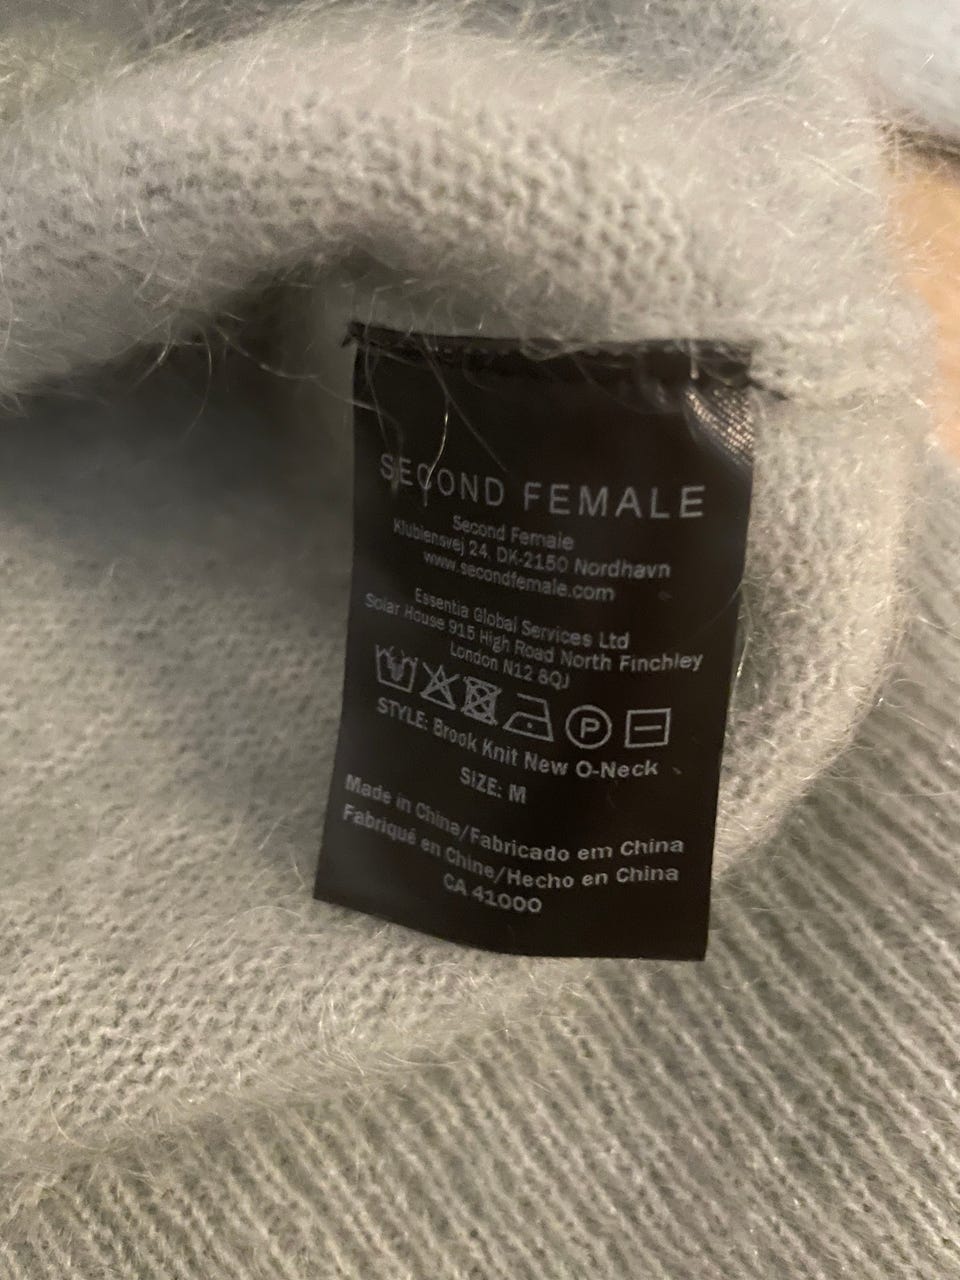 SECOND FEMALE
Second Female
Klubiensvej 24, DK-2150 Nordhavn
www.secondfemale.com
Essentia Global Services Ltd
Solar House 915 High Road North Finchley
London N12 8QJ
P
STYLE: Brook Knit New O-Neck
SIZE: M
Made in China/Fabricado em China
Fabriqué en Chine/Hecho en China
CA 41000